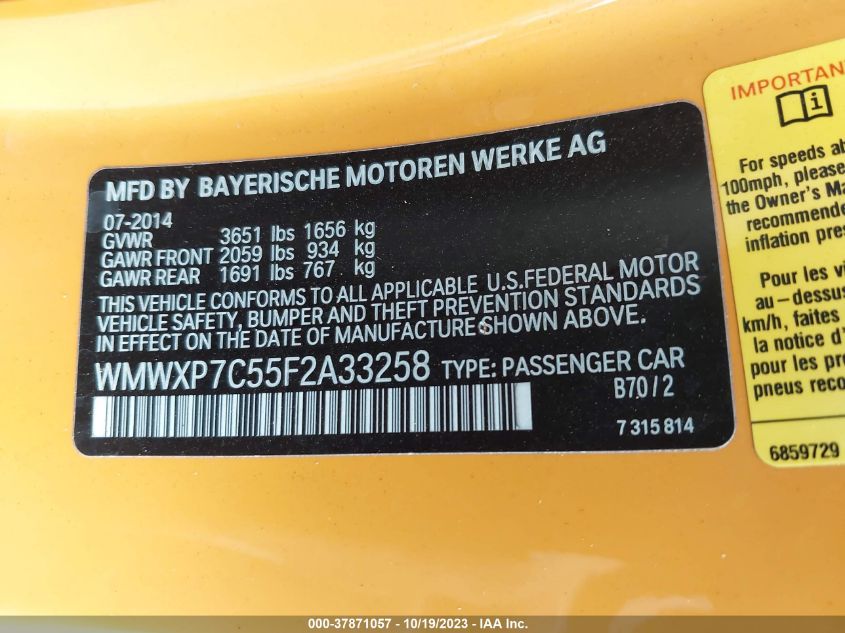 MFD BY BAYERISCHE MOTOREN WERKE AG
07-2014
GVWR 3651 lbs 1656 kg
GAWR FRONT 2059 lbs 934 kg
GAWR REAR 1691 lbs 767 kg
THIS VEHICLE CONFORMS TO ALL APPLICABLE U.S.FEDERAL MOTOR
VEHICLE SAFETY, BUMPER AND THEFT PREVENTION STANDARDS
IN EFFECT ON THE DATE OF MANUFACTURE SHOWN ABOVE.
WMWXP7C55F2A33258 TYPE: PASSENGER CAR
B70/2
7 315 814
IMPORTAN
i
For speeds ab
100mph, please
the Owner's Ma
recommende
inflation pres
Pour les vi
au-dessus
km/h, faites
la notice d'
pour les
pneus reco
6859729
000-37871057 - 10/19/2023 - IAA Inc.